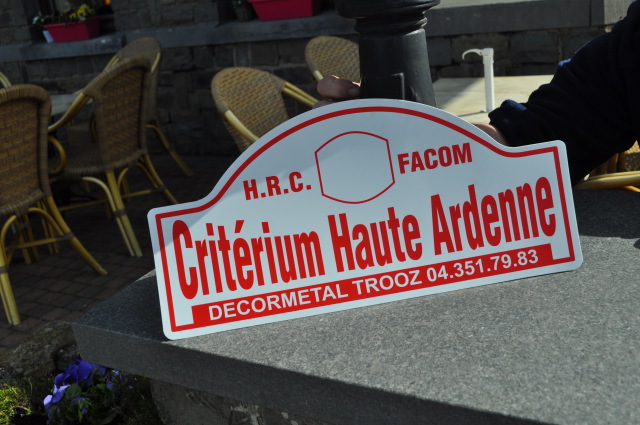 H.R.C. FACOM
Critérium Haute Ardenne
DECORMETAL TROOZ 04.351.79.83